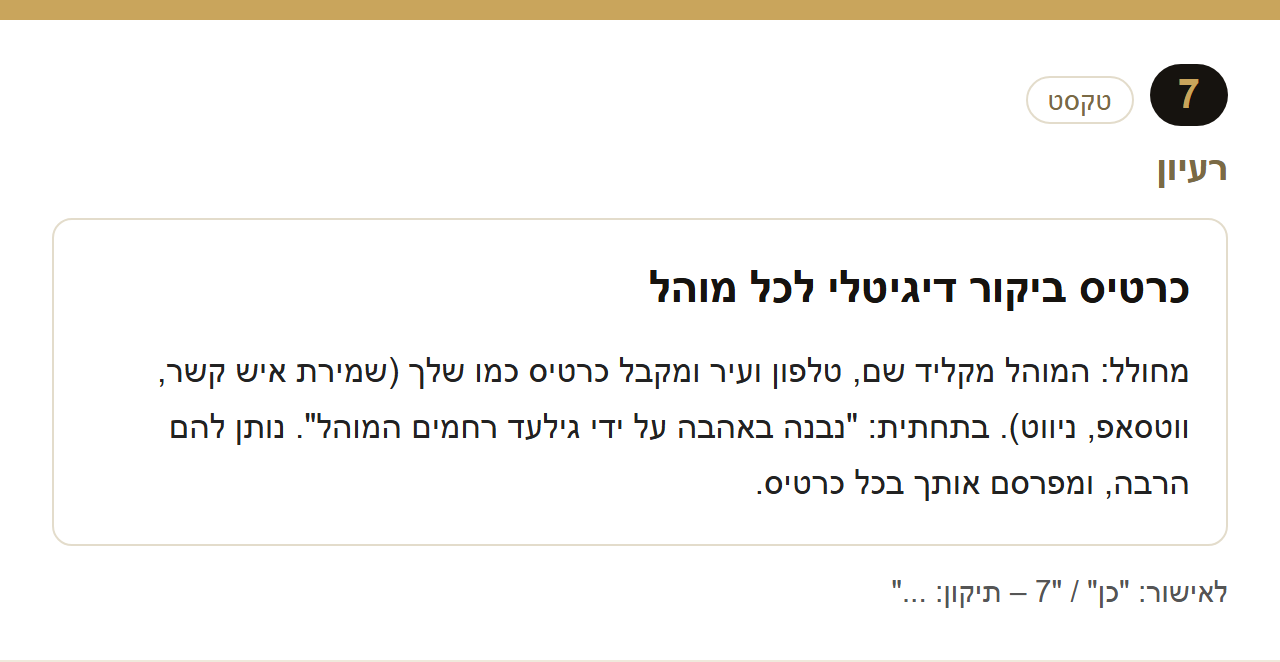 7
טקסט
רעיון
כרטיס ביקור דיגיטלי לכל מוהל
מחולל: המוהל מקליד שם, טלפון ועיר ומקבל כרטיס כמו שלך (שמירת איש קשר,
ווטסאפ, ניווט). בתחתית: "נבנה באהבה על ידי גילעד רחמים המוהל". נותן להם
הרבה, ומפרסם אותך בכל כרטיס.
לאישור: "כן" / "7 – תיקון: ..."